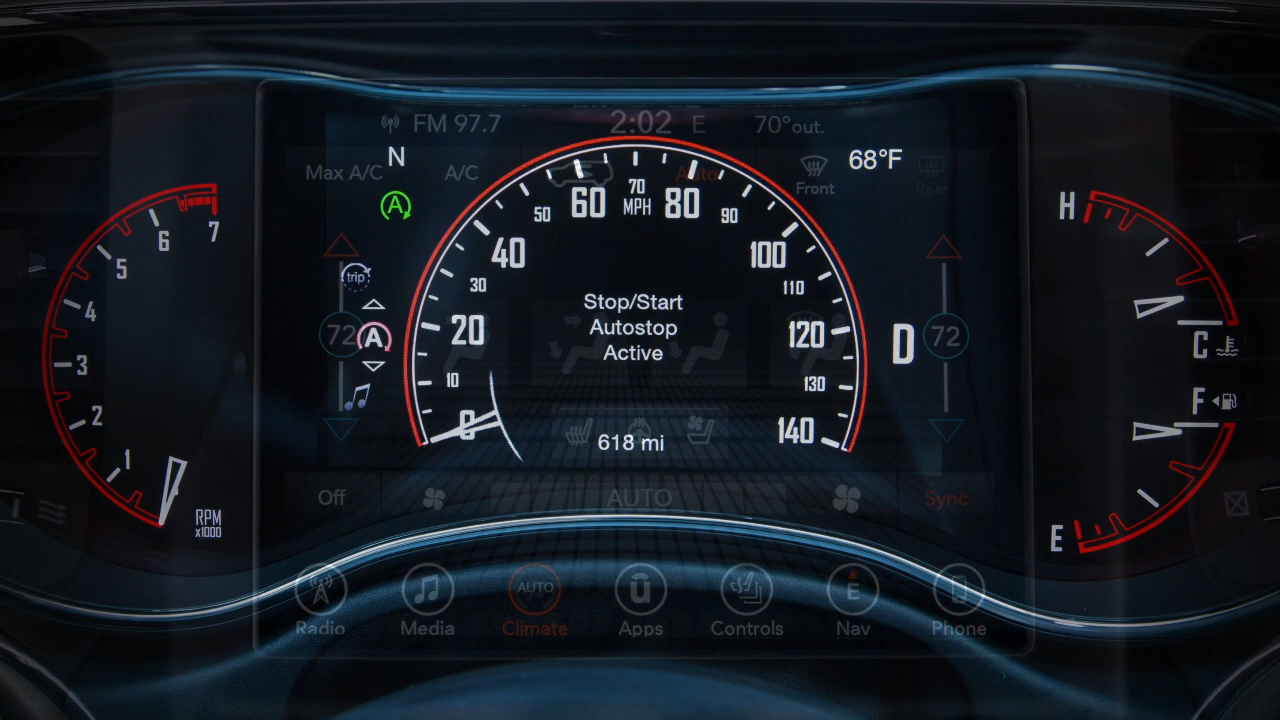 FM 97.7
2:02
E
70°out.
N
68°F
Max A/C
A/C
Auto
Front
Rear
A
50
60
70
MPH
80
90
7
6
5
4
3
2
1
RPM
x1000
H
C
F
E
40
30
20
10
0
100
110
120
130
140
trip
72
A
Stop/Start
Autostop
Active
D
72
618 mi
Off
AUTO
Sync
AUTO
E
Radio
Media
Climate
Apps
Controls
Nav
Phone